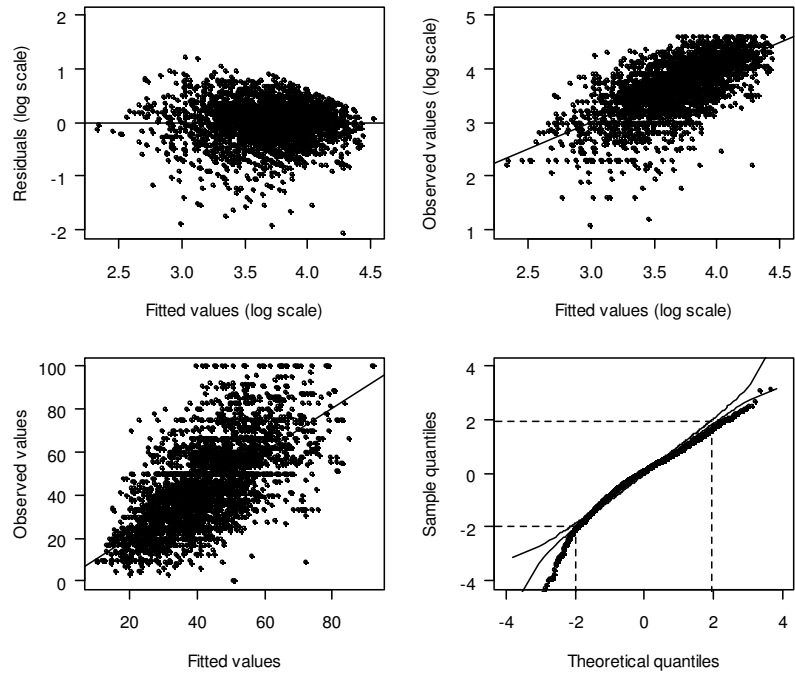 2
1
0
-1
-2
Residuals (log scale)
2.5 3.0 3.5 4.0 4.5
Fitted values (log scale)
5
4
3
2
1
Observed values (log scale)
2.5 3.0 3.5 4.0 4.5
Fitted values (log scale)
100
80
60
40
20
0
Observed values
20 40 60 80
Fitted values
4
2
0
-2
-4
Sample quantiles
-4 -2 0 2 4
Theoretical quantiles